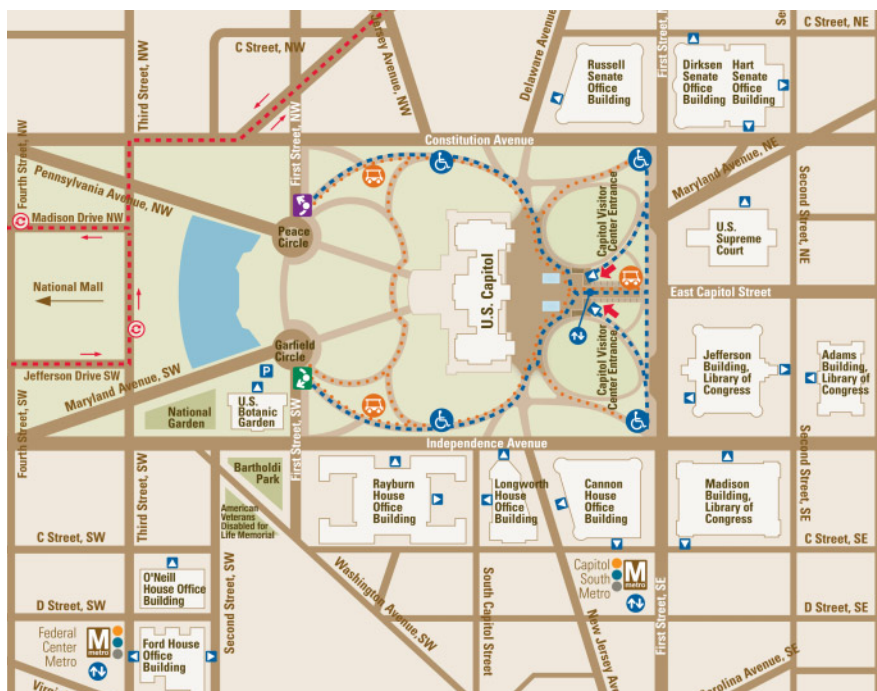 C Street, NE
C Street, NW
Third Street, NW
Jersey Avenue, NW
Delaware Avenue
First Street,
Russell
Senate
Office
Building
Dirksen
Senate
Office
Building
Hart
Senate
Office
Building
Constitution Avenue
Fourth Street, NW
Pennsylvania Avenue, NW
First Street, NW
Maryland Avenue, NE
Second Street, NE
Madison Drive NW
Peace
Circle
U.S. Capitol
Capitol Visitor
Center Entrance
U.S.
Supreme
Court
National
Mall
East Capitol Street
Garfield
Circle
Capitol Visitor
Center Entrance
Jefferson
Building,
Library of
Congress
Adams
Building,
Library of
Congress
Jefferson Drive SW
Maryland Avenue, SW
P
U.S.
Botanic
Garden
National
Garden
Fourth Street, SW
First Street, SW
Independence Avenue
Second Street, SE
Bartholdi
Park
American
Veterans
Disabled for
Life Memorial
Rayburn
House
Office
Building
Longworth
House
Office
Building
Cannon
House
Office
Building
Madison
Building,
Library of
Congress
C Street, SW
Third Street, SW
C Street, SE
O'Neill
House Office
Building
Second Street, SW
Washington Avenue, SW
South Capitol Street
Capitol
South
Metro
M
metro
New Jersey Ave
First Street, SE
D Street, SW
D Street, SE
Federal
Center
Metro
M
metro
Ford House
Office
Building
Carolina Avenue, SE